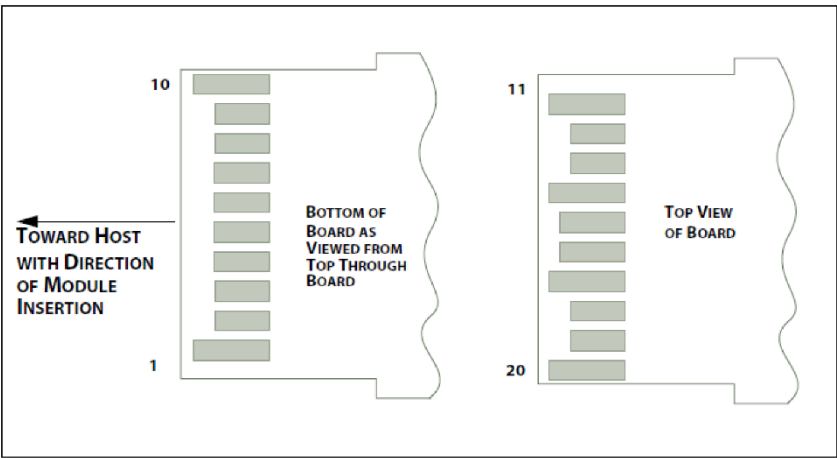 10
BOTTOM OF
BOARD AS
VIEWED FROM
TOP THROUGH
BOARD
TOWARD HOST
WITH DIRECTION
OF MODULE
INSERTION
1
11
TOP VIEW
OF BOARD
20